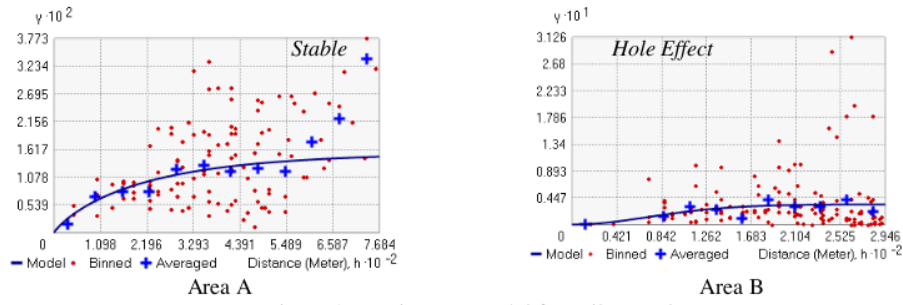 γ ·10 2
3.773
3.234
2.695
2.156
1.617
1.078
0.539
Stable
0 1.098 2.196 3.293 4.391 5.489 6.587 7.684
Model Binned Averaged Distance (Meter), h ·10 -2
Area A
γ ·10 1
3.126
2.68
2.233
1.786
1.34
0.893
0.447
Hole Effect
0 0.421 0.842 1.262 1.683 2.104 2.525 2.946
Model Binned Averaged Distance (Meter), h ·10 -2
Area B